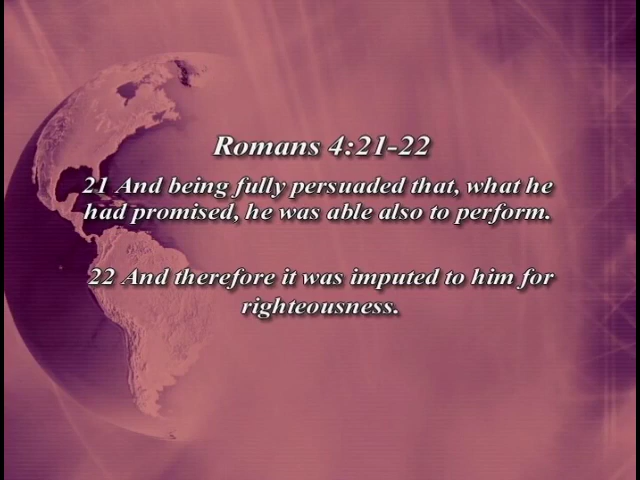 Romans 4:21-22
21 And being fully persuaded that, what he
had promised, he was able also to perform.
22 And therefore it was imputed to him for
righteousness.